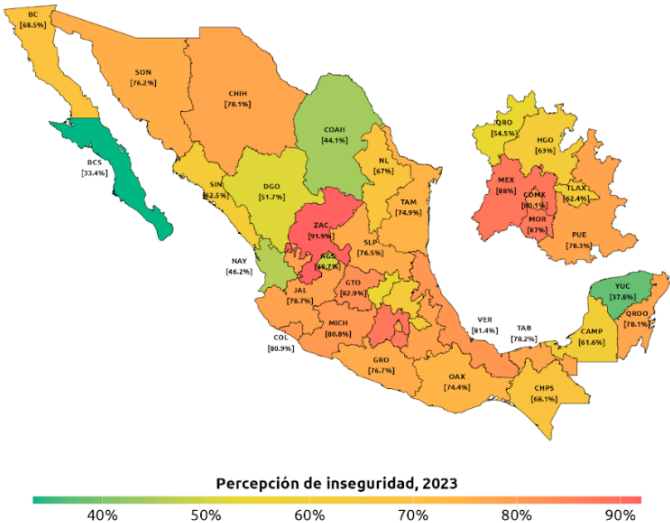 BC
[68.5%]
SON
[76.2%]
CHIH
[78.1%]
COAH
[44.1%]
QRO
[54.5%]
HGO
[63%]
BCS
[33.4%]
NL
[67%]
MEX
[88%]
CDMX
[80.1%]
TLAX
[62.4%]
SIN
[62.5%]
DGO
[51.7%]
TAM
[74.9%]
ZAC
[91.9%]
MOR
[87%]
PUE
[78.3%]
SLP
[76.5%]
NAY
[46.2%]
AGS
[49.7%]
JAL
[78.7%]
GTO
[82.9%]
YUC
[37.8%]
QROO
[78.1%]
COL
[80.9%]
MICH
[80.8%]
VER
[81.4%]
TAB
[78.2%]
CAMP
[61.6%]
GRO
[76.7%]
OAX
[74.4%]
CHPS
[68.1%]
Percepción de inseguridad, 2023
40% 50% 60% 70% 80% 90%